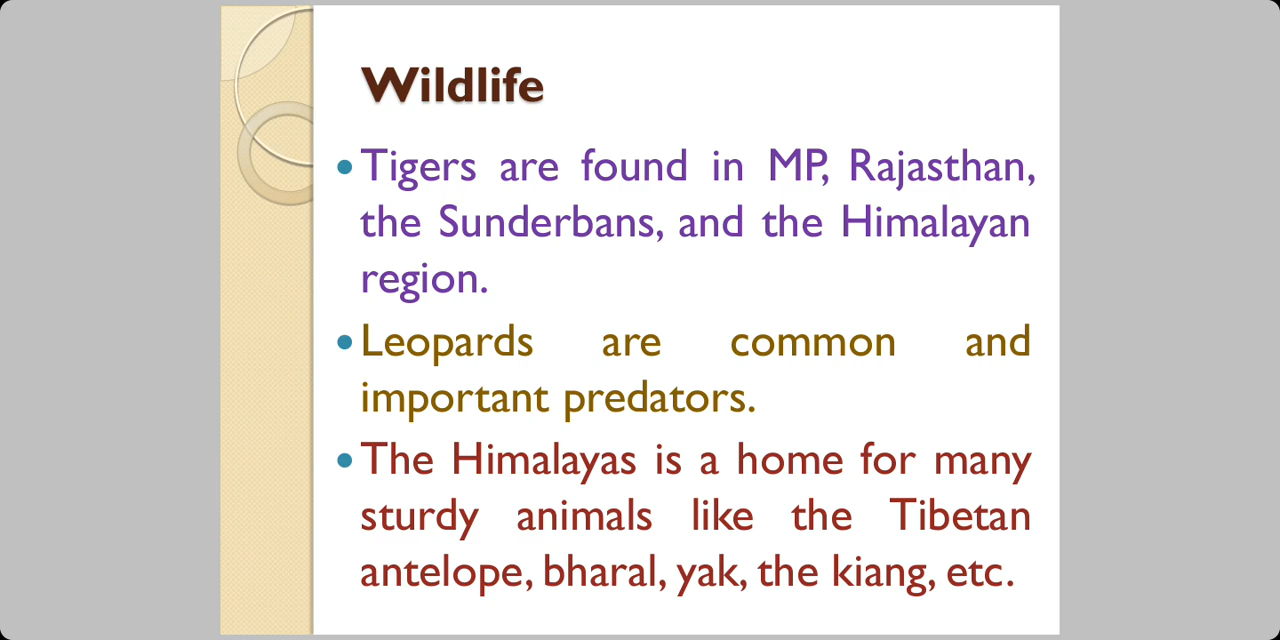 Wildlife
•Tigers are found in MP, Rajasthan,
the Sunderbans, and the Himalayan
region.
•Leopards are common and
important predators.
•The Himalayas is a home for many
sturdy animals like the Tibetan
antelope, bharal, yak, the kiang, etc.